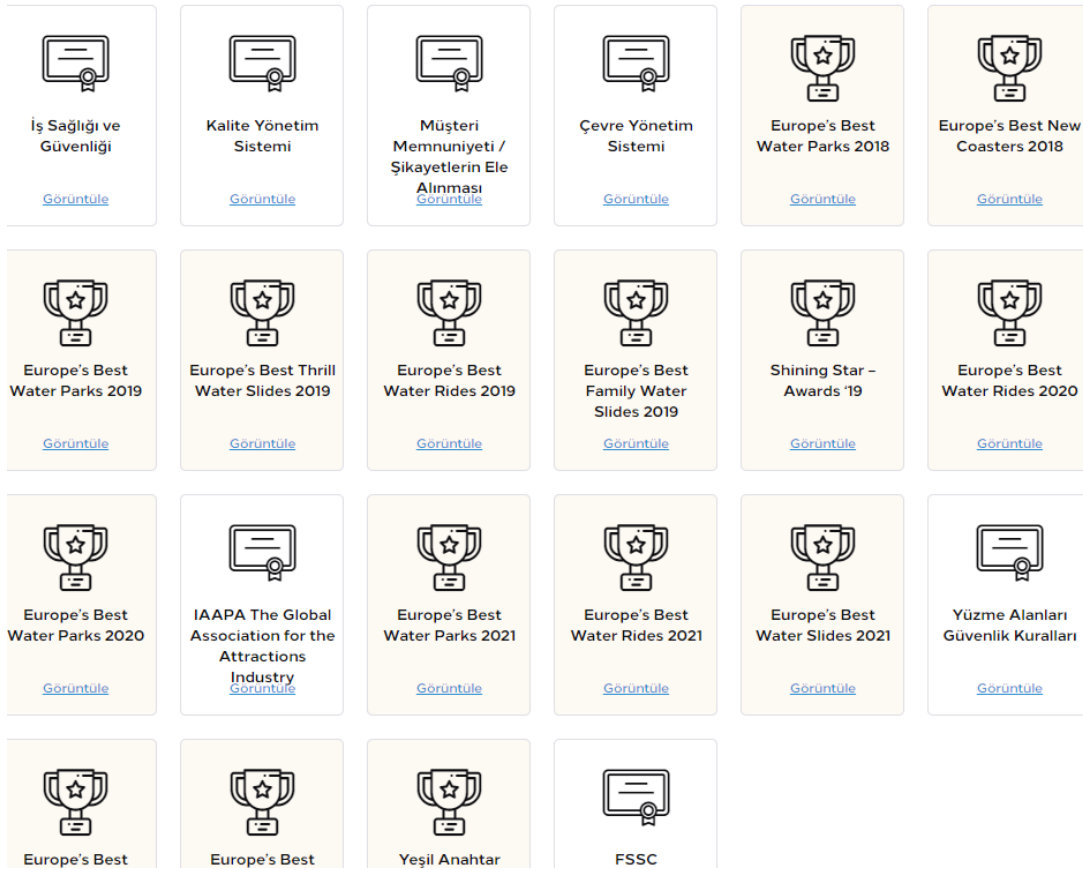 İş Sağlığı ve
Güvenliği
Görüntüle
Kalite Yönetim
Sistemi
Görüntüle
Müşteri
Memnuniyeti /
Şikayetlerin Ele
Alınması
Görüntüle
Çevre Yönetim
Sistemi
Görüntüle
Europe's Best
Water Parks 2018
Görüntüle
Europe's Best New
Coasters 2018
Görüntüle
Europe's Best
Water Parks 2019
Görüntüle
Europe's Best Thrill
Water Slides 2019
Görüntüle
Europe's Best
Water Rides 2019
Görüntüle
Europe's Best
Family Water
Slides 2019
Görüntüle
Shining Star –
Awards '19
Görüntüle
Europe's Best
Water Rides 2020
Görüntüle
Europe's Best
Water Parks 2020
Görüntüle
IAAPA The Global
Association for the
Attractions
Industry
Görüntüle
Europe's Best
Water Parks 2021
Görüntüle
Europe's Best
Water Rides 2021
Görüntüle
Europe's Best
Water Slides 2021
Görüntüle
Yüzme Alanları
Güvenlik Kuralları
Görüntüle
Europe's Best
Europe's Best
Yeşil Anahtar
FSSC